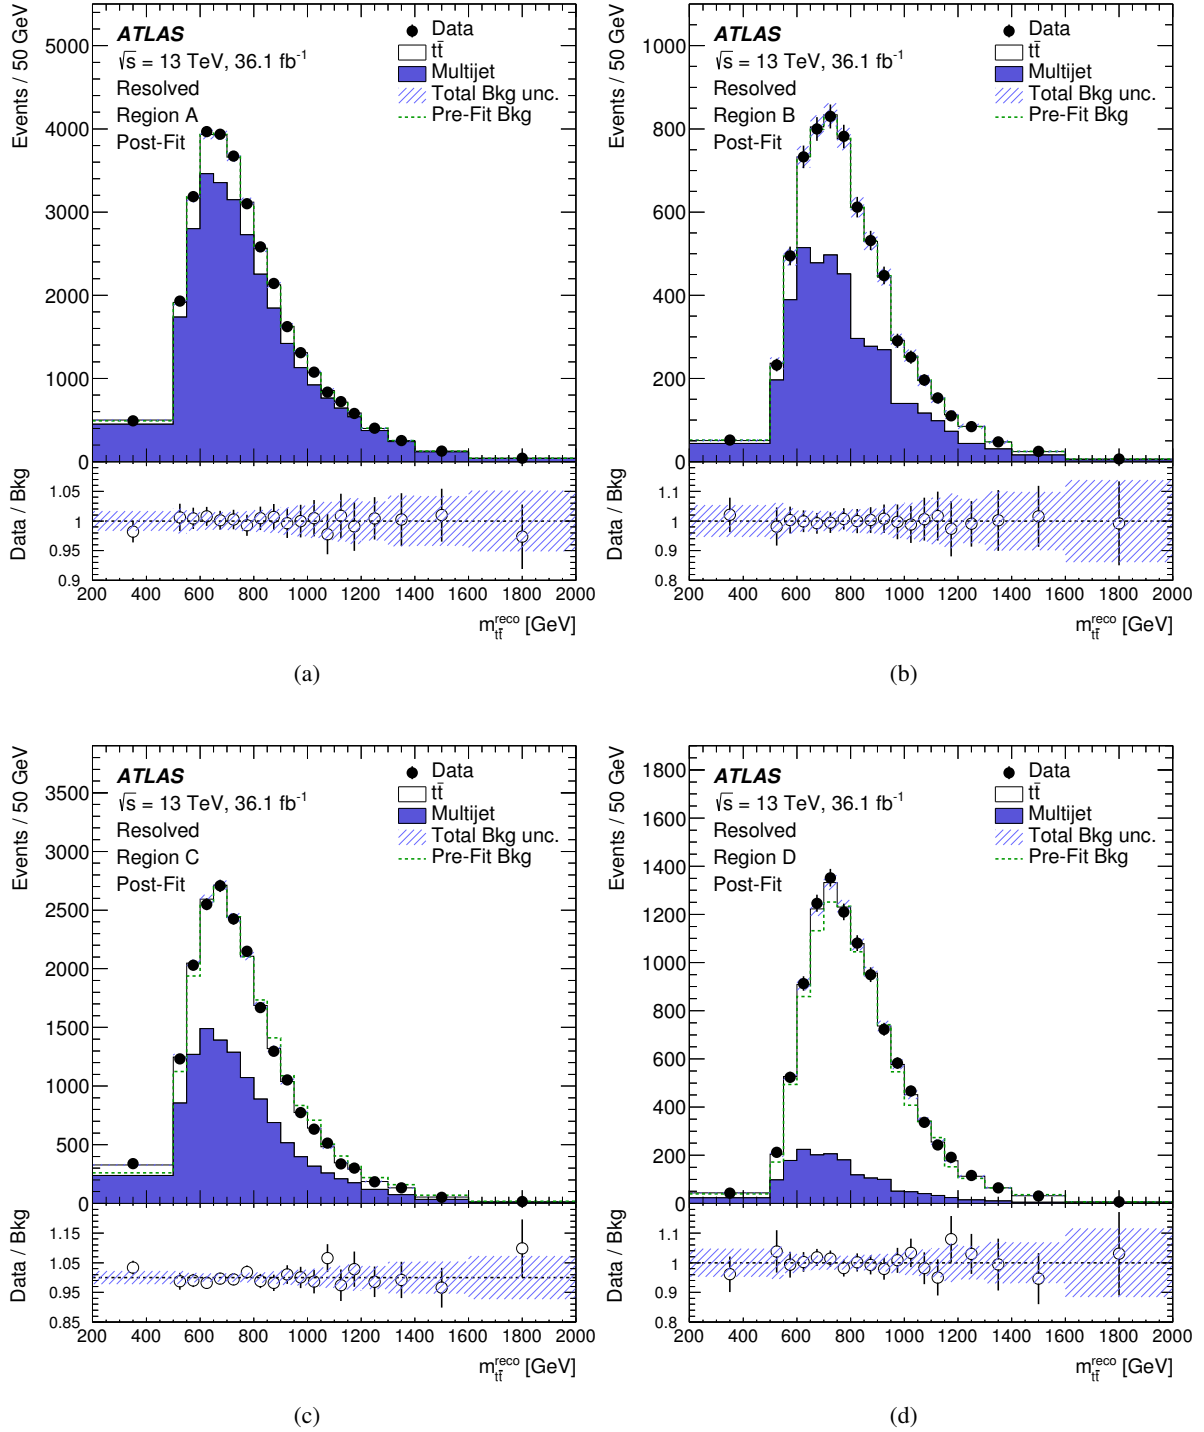 Events / 50 GeV
5000
4000
3000
2000
1000
0
ATLAS
√s = 13 TeV, 36.1 fb⁻¹
Resolved
Region A
Post-Fit
Data
tt̄
Multijet
Total Bkg unc.
Pre-Fit Bkg
Data / Bkg
1.05
1
0.95
0.9
200 400 600 800 1000 1200 1400 1600 1800 2000
m_{tt̄}^{reco} [GeV]
(a)
Events / 50 GeV
1000
800
600
400
200
0
ATLAS
√s = 13 TeV, 36.1 fb⁻¹
Resolved
Region B
Post-Fit
Data
tt̄
Multijet
Total Bkg unc.
Pre-Fit Bkg
Data / Bkg
1.1
1
0.9
0.8
200 400 600 800 1000 1200 1400 1600 1800 2000
m_{tt̄}^{reco} [GeV]
(b)
Events / 50 GeV
3500
3000
2500
2000
1500
1000
500
0
ATLAS
√s = 13 TeV, 36.1 fb⁻¹
Resolved
Region C
Post-Fit
Data
tt̄
Multijet
Total Bkg unc.
Pre-Fit Bkg
Data / Bkg
1.15
1.05
0.95
0.85
200 400 600 800 1000 1200 1400 1600 1800 2000
m_{tt̄}^{reco} [GeV]
(c)
Events / 50 GeV
1800
1600
1400
1200
1000
800
600
400
200
0
ATLAS
√s = 13 TeV, 36.1 fb⁻¹
Resolved
Region D
Post-Fit
Data
tt̄
Multijet
Total Bkg unc.
Pre-Fit Bkg
Data / Bkg
1.1
1
0.9
0.8
200 400 600 800 1000 1200 1400 1600 1800 2000
m_{tt̄}^{reco} [GeV]
(d)